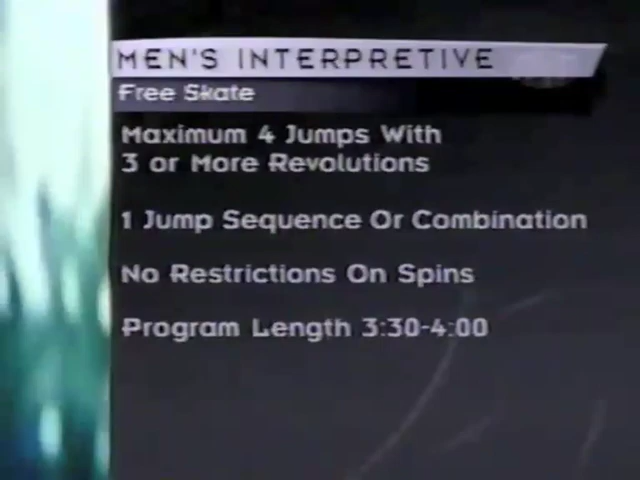 MEN'S INTERPRETIVE
Free Skate
Maximum 4 Jumps With
3 or More Revolutions
1 Jump Sequence Or Combination
No Restrictions On Spins
Program Length 3:30-4:00